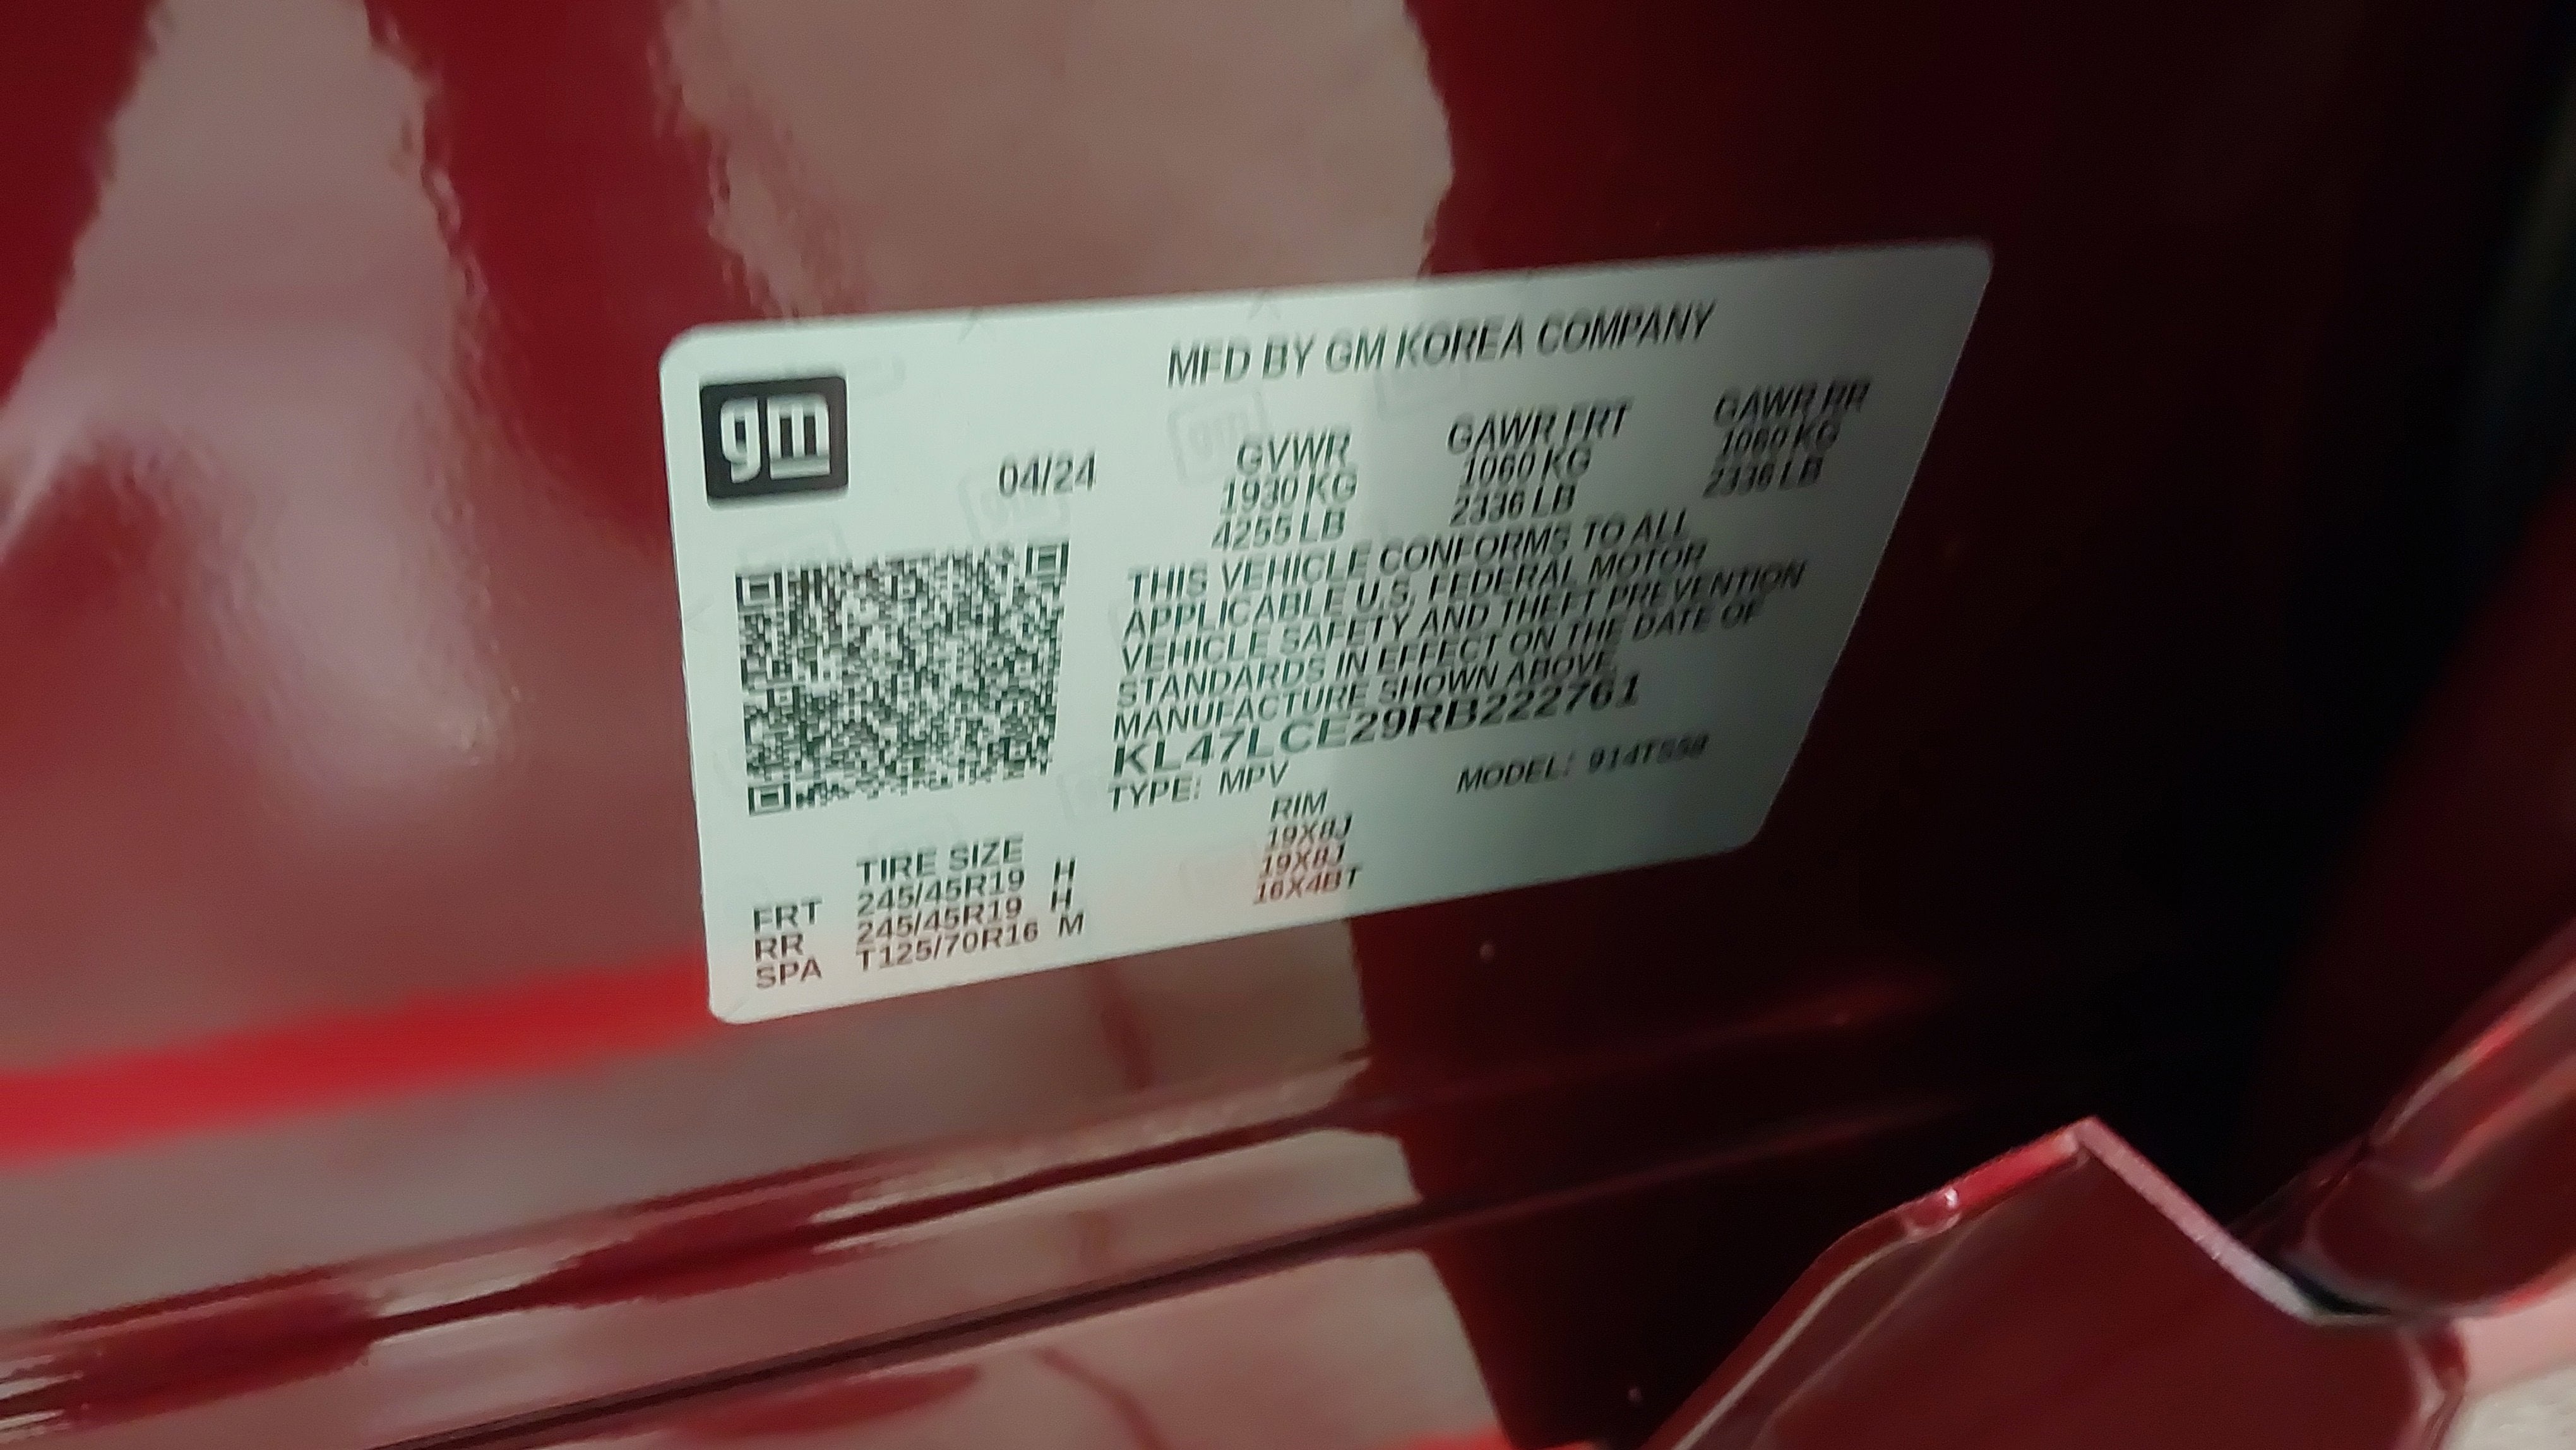 gm
MFD BY GM KOREA COMPANY
04/24
GVWR GAWR FRT GAWR RR
1930 KG 1060 KG 1060 KG
4255 LB 2336 LB 2336 LB
THIS VEHICLE CONFORMS TO ALL
APPLICABLE U.S. FEDERAL MOTOR
VEHICLE SAFETY AND THEFT PREVENTION
STANDARDS IN EFFECT ON THE DATE OF
MANUFACTURE SHOWN ABOVE.
KL47LCE29RB222761
TYPE: MPV MODEL:
TIRE SIZE RIM
FRT 245/45R19 H 19X8J
RR 245/45R19 H 19X8J
SPA T125/70R16 M 16X4BT